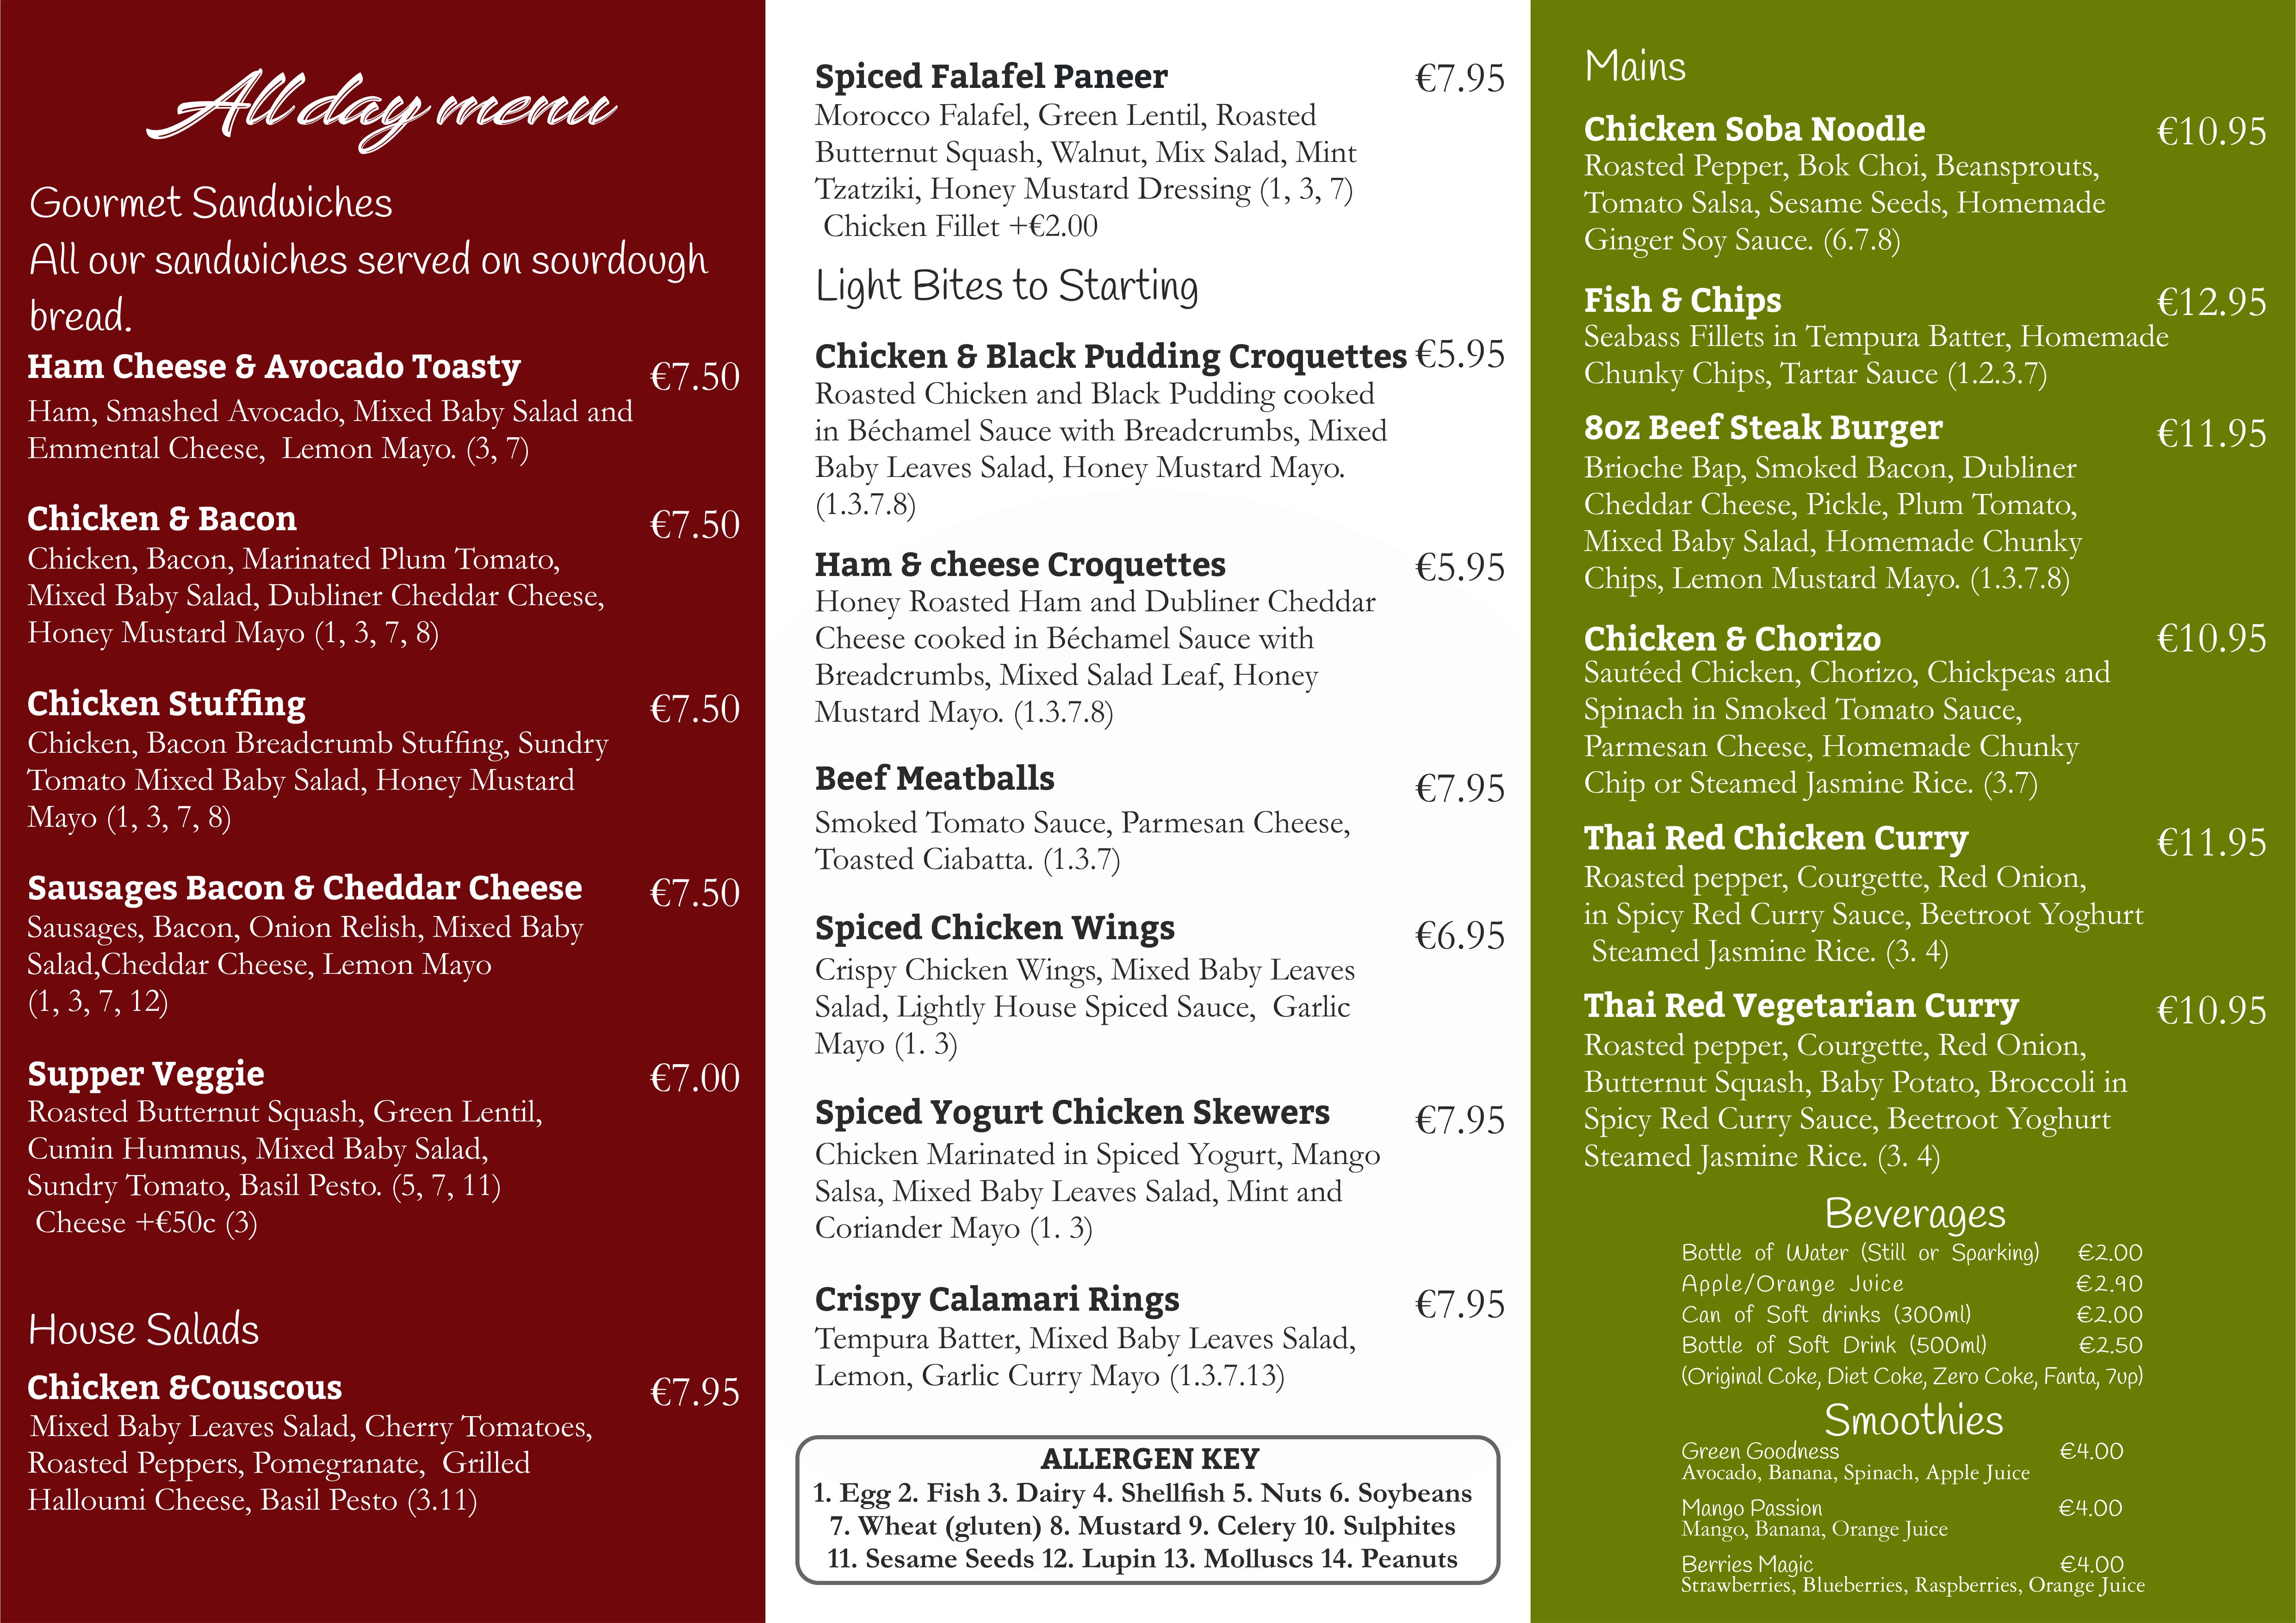 All day menu
Gourmet Sandwiches
All our sandwiches served on sourdough
bread.
Ham Cheese & Avocado Toasty €7.50
Ham, Smashed Avocado, Mixed Baby Salad and
Emmental Cheese, Lemon Mayo. (3, 7)
Chicken & Bacon €7.50
Chicken, Bacon, Marinated Plum Tomato,
Mixed Baby Salad, Dubliner Cheddar Cheese,
Honey Mustard Mayo (1, 3, 7, 8)
Chicken Stuffing €7.50
Chicken, Bacon Breadcrumb Stuffing, Sundry
Tomato Mixed Baby Salad, Honey Mustard
Mayo (1, 3, 7, 8)
Sausages Bacon & Cheddar Cheese €7.50
Sausages, Bacon, Onion Relish, Mixed Baby
Salad,Cheddar Cheese, Lemon Mayo
(1, 3, 7, 12)
Supper Veggie €7.00
Roasted Butternut Squash, Green Lentil,
Cumin Hummus, Mixed Baby Salad,
Sundry Tomato, Basil Pesto. (5, 7, 11)
Cheese +€50c (3)
House Salads
Chicken &Couscous €7.95
Mixed Baby Leaves Salad, Cherry Tomatoes,
Roasted Peppers, Pomegranate, Grilled
Halloumi Cheese, Basil Pesto (3.11)
Spiced Falafel Paneer €7.95
Morocco Falafel, Green Lentil, Roasted
Butternut Squash, Walnut, Mix Salad, Mint
Tzatziki, Honey Mustard Dressing (1, 3, 7)
Chicken Fillet +€2.00
Light Bites to Starting
Chicken & Black Pudding Croquettes €5.95
Roasted Chicken and Black Pudding cooked
in Béchamel Sauce with Breadcrumbs, Mixed
Baby Leaves Salad, Honey Mustard Mayo.
(1.3.7.8)
Ham & cheese Croquettes €5.95
Honey Roasted Ham and Dubliner Cheddar
Cheese cooked in Béchamel Sauce with
Breadcrumbs, Mixed Salad Leaf, Honey
Mustard Mayo. (1.3.7.8)
Beef Meatballs €7.95
Smoked Tomato Sauce, Parmesan Cheese,
Toasted Ciabatta. (1.3.7)
Spiced Chicken Wings €6.95
Crispy Chicken Wings, Mixed Baby Leaves
Salad, Lightly House Spiced Sauce, Garlic
Mayo (1. 3)
Spiced Yogurt Chicken Skewers €7.95
Chicken Marinated in Spiced Yogurt, Mango
Salsa, Mixed Baby Leaves Salad, Mint and
Coriander Mayo (1. 3)
Crispy Calamari Rings €7.95
Tempura Batter, Mixed Baby Leaves Salad,
Lemon, Garlic Curry Mayo (1.3.7.13)
ALLERGEN KEY
1. Egg 2. Fish 3. Dairy 4. Shellfish 5. Nuts 6. Soybeans
7. Wheat (gluten) 8. Mustard 9. Celery 10. Sulphites
11. Sesame Seeds 12. Lupin 13. Molluscs 14. Peanuts
Mains
Chicken Soba Noodle €10.95
Roasted Pepper, Bok Choi, Beansprouts,
Tomato Salsa, Sesame Seeds, Homemade
Ginger Soy Sauce. (6.7.8)
Fish & Chips €12.95
Seabass Fillets in Tempura Batter, Homemade
Chunky Chips, Tartar Sauce (1.2.3.7)
8oz Beef Steak Burger €11.95
Brioche Bap, Smoked Bacon, Dubliner
Cheddar Cheese, Pickle, Plum Tomato,
Mixed Baby Salad, Homemade Chunky
Chips, Lemon Mustard Mayo. (1.3.7.8)
Chicken & Chorizo €10.95
Sautéed Chicken, Chorizo, Chickpeas and
Spinach in Smoked Tomato Sauce,
Parmesan Cheese, Homemade Chunky
Chip or Steamed Jasmine Rice. (3.7)
Thai Red Chicken Curry €11.95
Roasted pepper, Courgette, Red Onion,
in Spicy Red Curry Sauce, Beetroot Yoghurt
Steamed Jasmine Rice. (3. 4)
Thai Red Vegetarian Curry €10.95
Roasted pepper, Courgette, Red Onion,
Butternut Squash, Baby Potato, Broccoli in
Spicy Red Curry Sauce, Beetroot Yoghurt
Steamed Jasmine Rice. (3. 4)
Beverages
Bottle of Water (Still or Sparking) €2.00
Apple/Orange Juice €2.90
Can of Soft drinks (300ml) €2.00
Bottle of Soft Drink (500ml) €2.50
(Original Coke, Diet Coke, Zero Coke, Fanta, 7up)
Smoothies
Green Goodness €4.00
Avocado, Banana, Spinach, Apple Juice
Mango Passion €4.00
Mango, Banana, Orange Juice
Berries Magic €4.00
Strawberries, Blueberries, Raspberries, Orange Juice